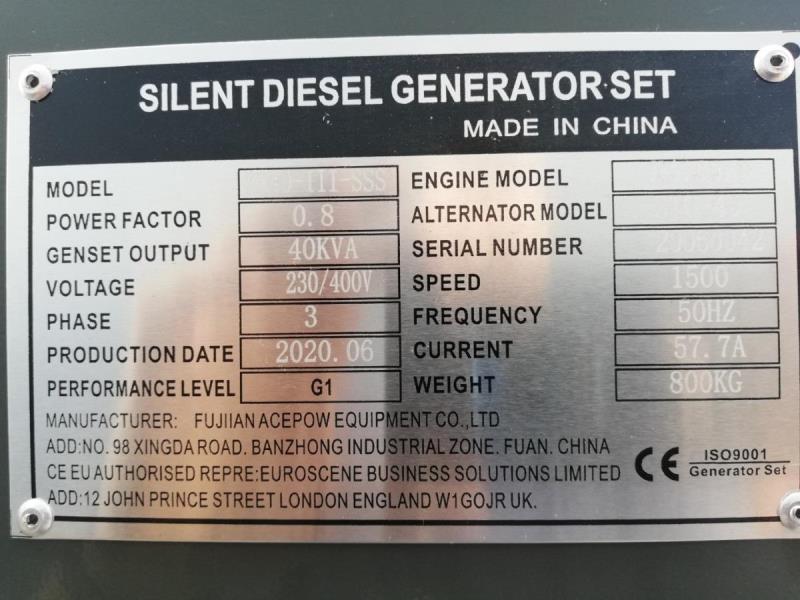 SILENT DIESEL GENERATOR SET
MADE IN CHINA
MODEL
POWER FACTOR 0.8
GENSET OUTPUT 40KVA
VOLTAGE 230/400V
PHASE 3
PRODUCTION DATE 2020.06
PERFORMANCE LEVEL G1
ENGINE MODEL
ALTERNATOR MODEL
SERIAL NUMBER
SPEED 1500
FREQUENCY 50HZ
CURRENT 57.7A
WEIGHT 800KG
MANUFACTURER: FUJIIAN ACEPOW EQUIPMENT CO.,LTD
ADD:NO. 98 XINGDA ROAD. BANZHONG INDUSTRIAL ZONE. FUAN. CHINA
CE EU AUTHORISED REPRE:EUROSCENE BUSINESS SOLUTIONS LIMITED
ADD:12 JOHN PRINCE STREET LONDON ENGLAND W1GOJR UK.
CE
ISO9001
Generator Set